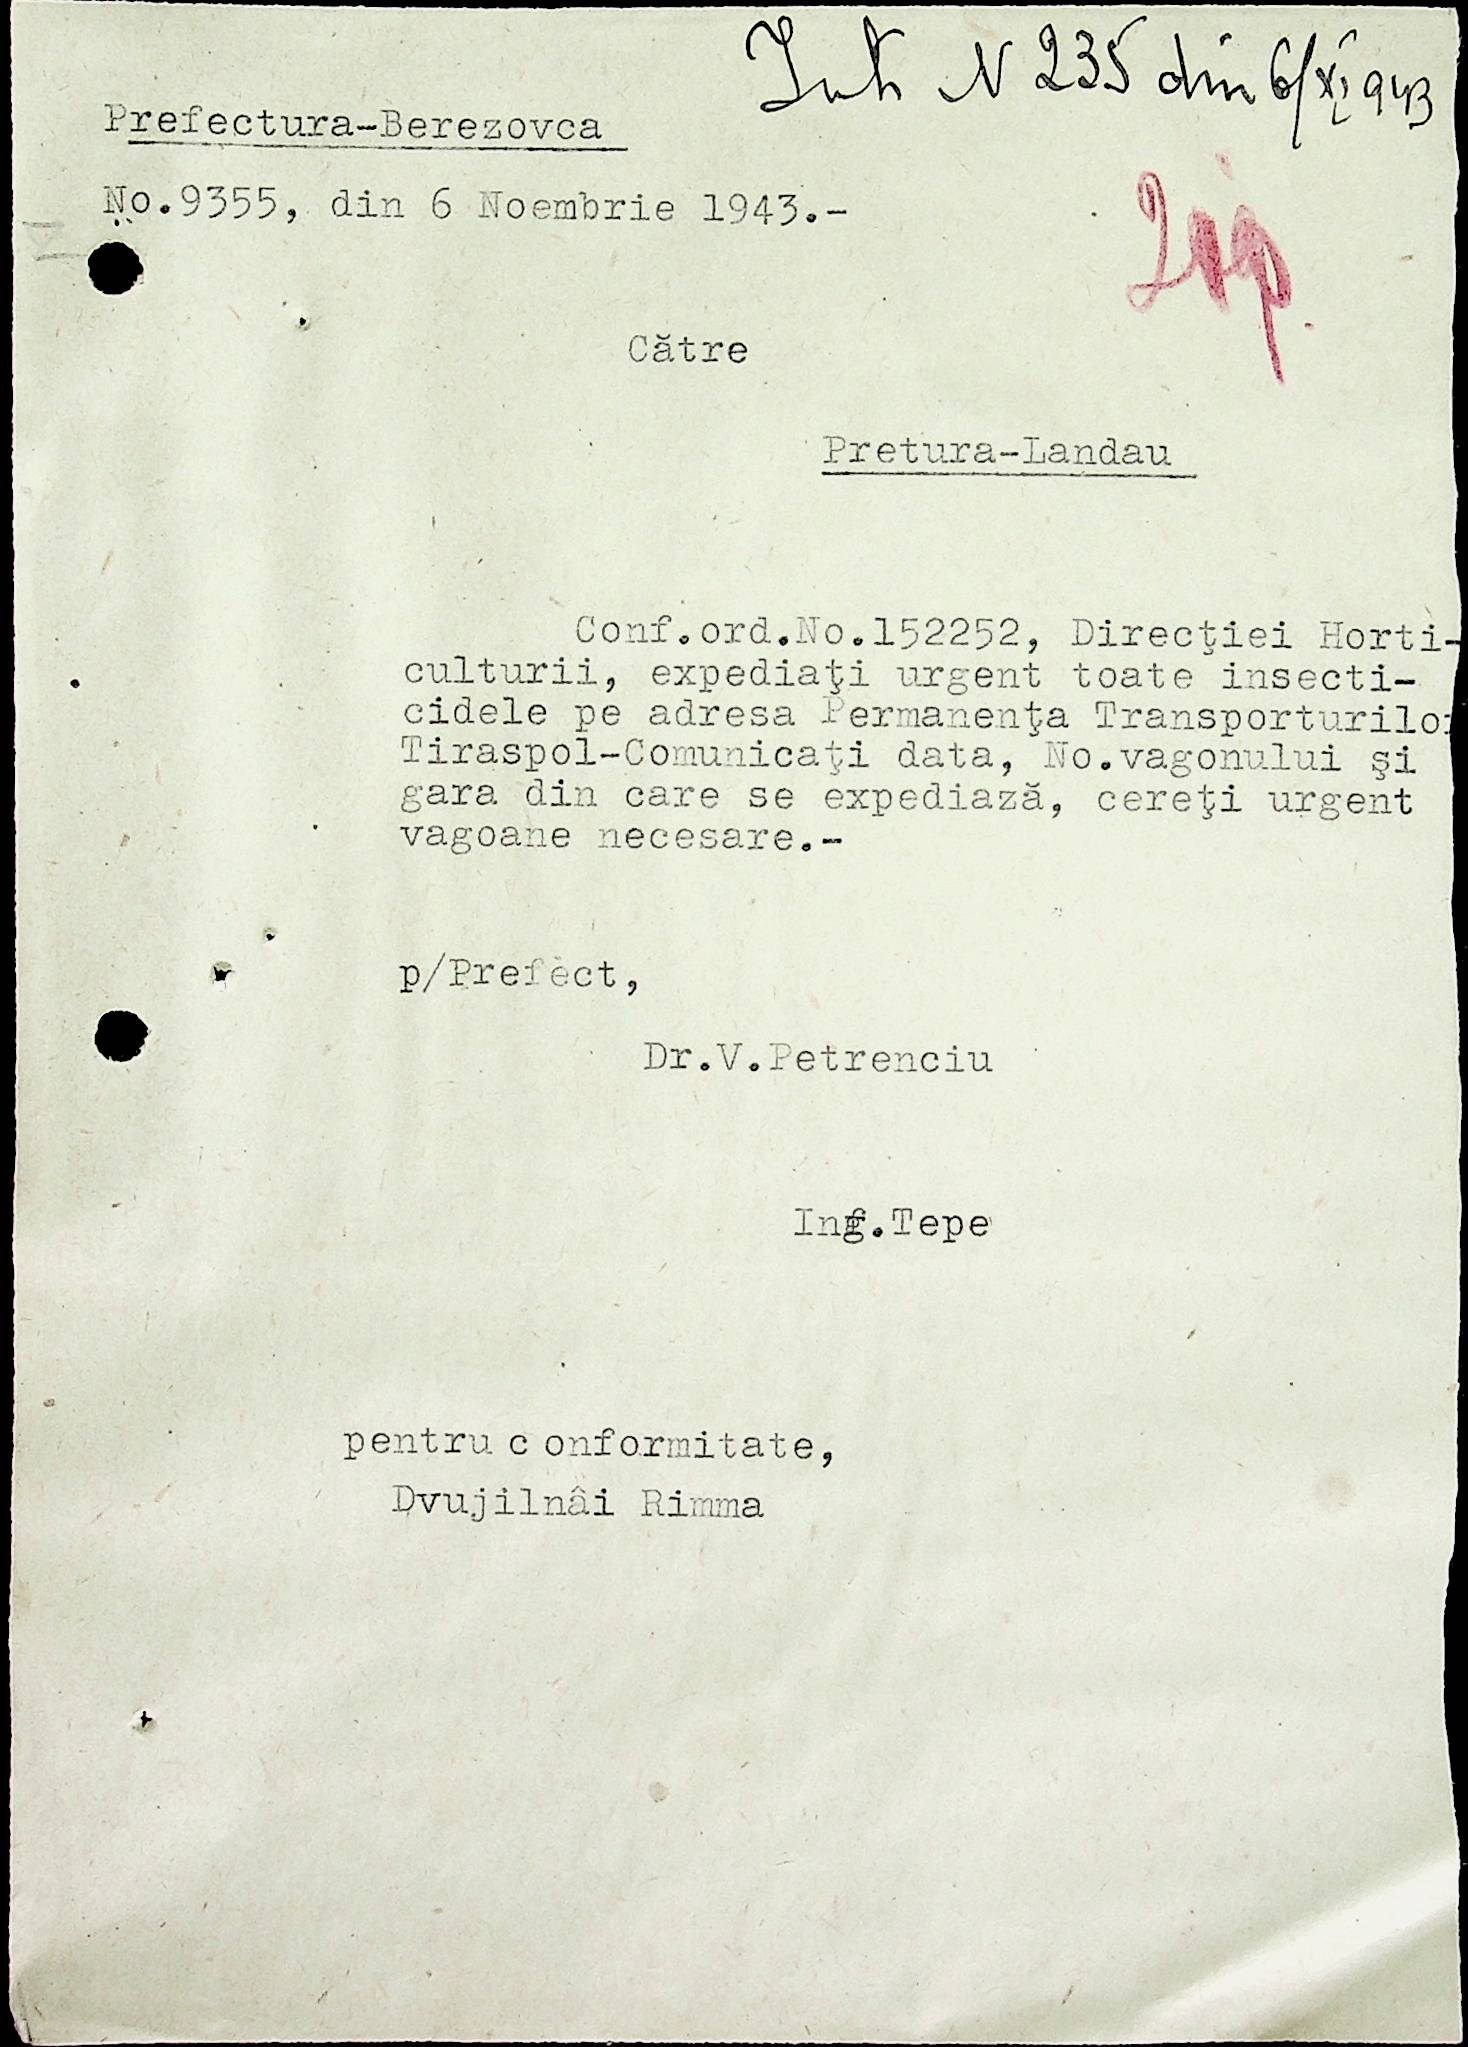 N 235 din 6/XI 943
Prefectura-Berezovca
No.9355, din 6 Noembrie 1943.-
Către
Pretura-Landau
Conf.ord.No.152252, Direcţiei Horti-
culturii, expediaţi urgent toate insecti-
cidele pe adresa Permanenţa Transporturilor
Tiraspol-Comunicaţi data, No.vagonului şi
gara din care se expediază, cereţi urgent
vagoane necesare.-
p/Prefect,
Dr.V.Petrenciu
Ing.Tepe
pentru c onformitate,
Dvujilnâi Rimma